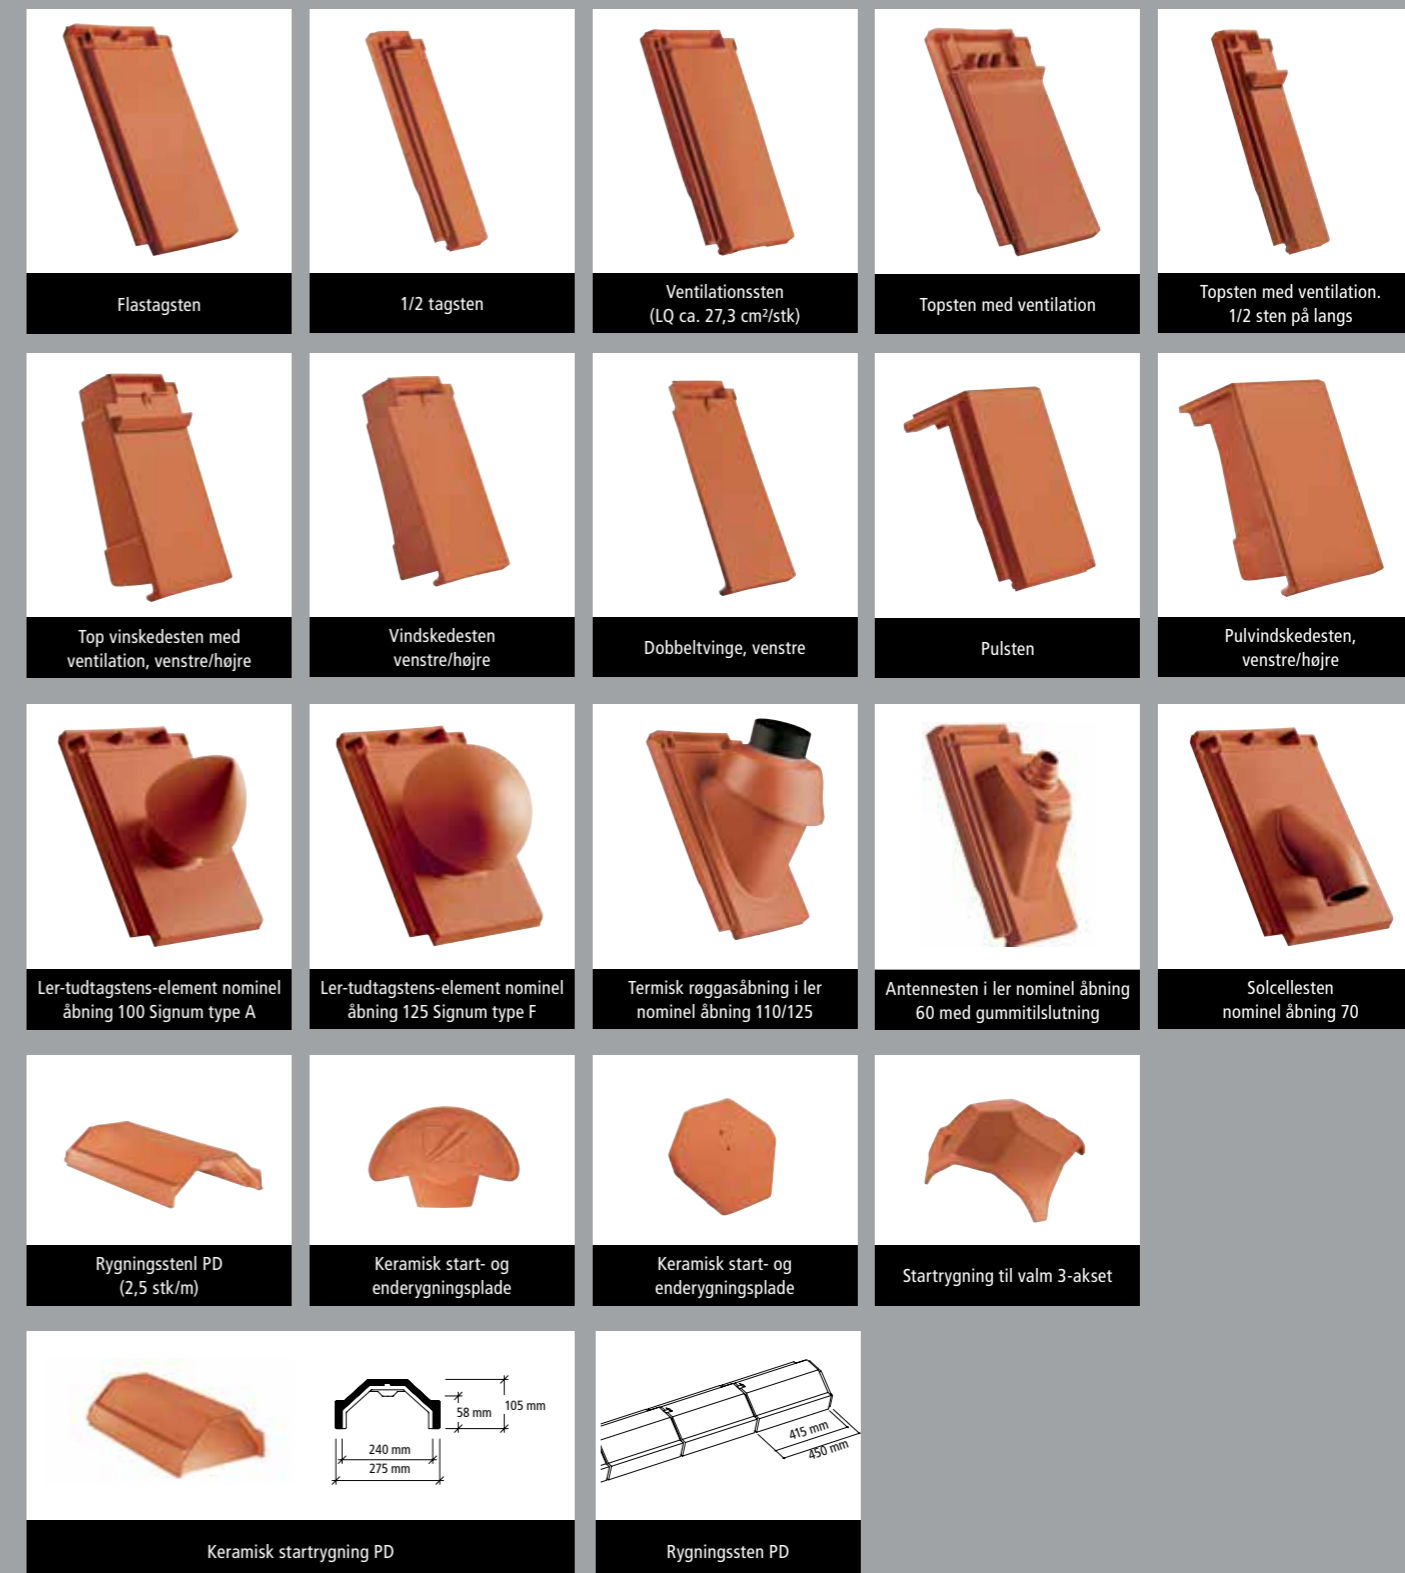 Flastagsten
1/2 tagsten
Ventilationssten
(LQ ca. 27,3 cm²/stk)
Topsten med ventilation
Topsten med ventilation.
1/2 sten på langs
Top vinskedesten med
ventilation, venstre/højre
Vindskedesten
venstre/højre
Dobbeltvinge, venstre
Pulsten
Pulvindskedesten,
venstre/højre
Ler-tudtagstens-element nominel
åbning 100 Signum type A
Ler-tudtagstens-element nominel
åbning 125 Signum type F
Termisk røggasåbning i ler
nominel åbning 110/125
Antennesten i ler nominel åbning
60 med gummitilslutning
Solcellesten
nominel åbning 70
Rygningsstenl PD
(2,5 stk/m)
Keramisk start- og
enderygningsplade
Keramisk start- og
enderygningsplade
Startrygning til valm 3-akset
58 mm
105 mm
240 mm
275 mm
Keramisk startrygning PD
415 mm
450 mm
Rygningssten PD